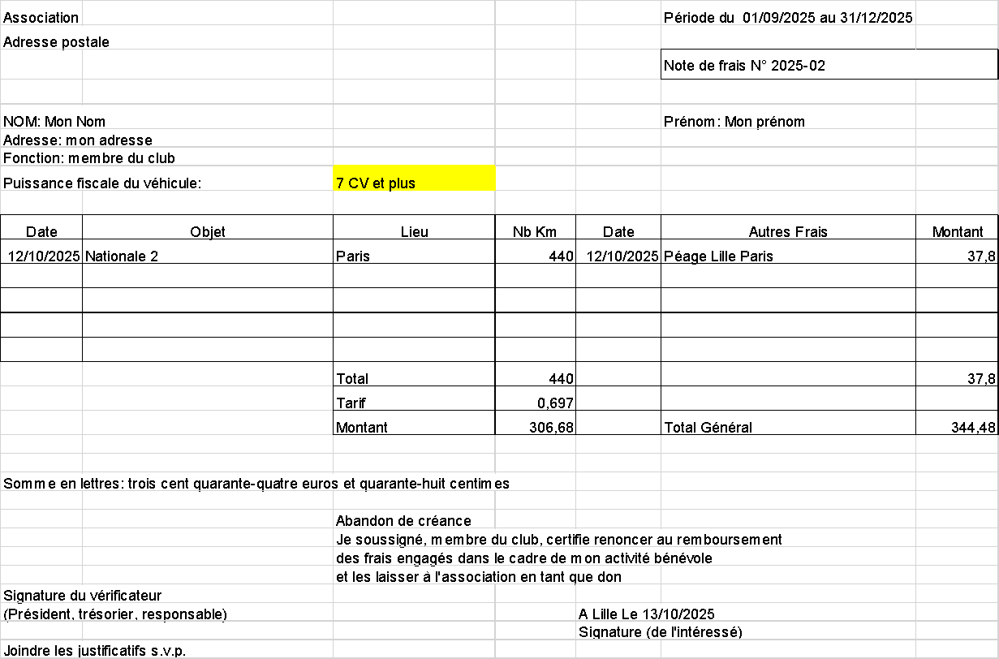 Association Période du  01/09/2025 au 31/12/2025
Adresse postale
Note de frais N° 2025-02
NOM: Mon Nom Prénom: Mon prénom
Adresse: mon adresse
Fonction: membre du club
Puissance fiscale du véhicule: 7 CV et plus
Date Objet Lieu Nb Km Date Autres Frais Montant
12/10/2025 Nationale 2 Paris 440 12/10/2025 Péage Lille Paris 37,8
Total 440 37,8
Tarif 0,697
Montant 306,68 Total Général 344,48
Somme en lettres: trois cent quarante-quatre euros et quarante-huit centimes
Abandon de créance
Je soussigné, membre du club, certifie renoncer au remboursement
des frais engagés dans le cadre de mon activité bénévole
et les laisser à l'association en tant que don
Signature du vérificateur
(Président, trésorier, responsable) A Lille Le 13/10/2025
Signature (de l'intéressé)
Joindre les justificatifs s.v.p.